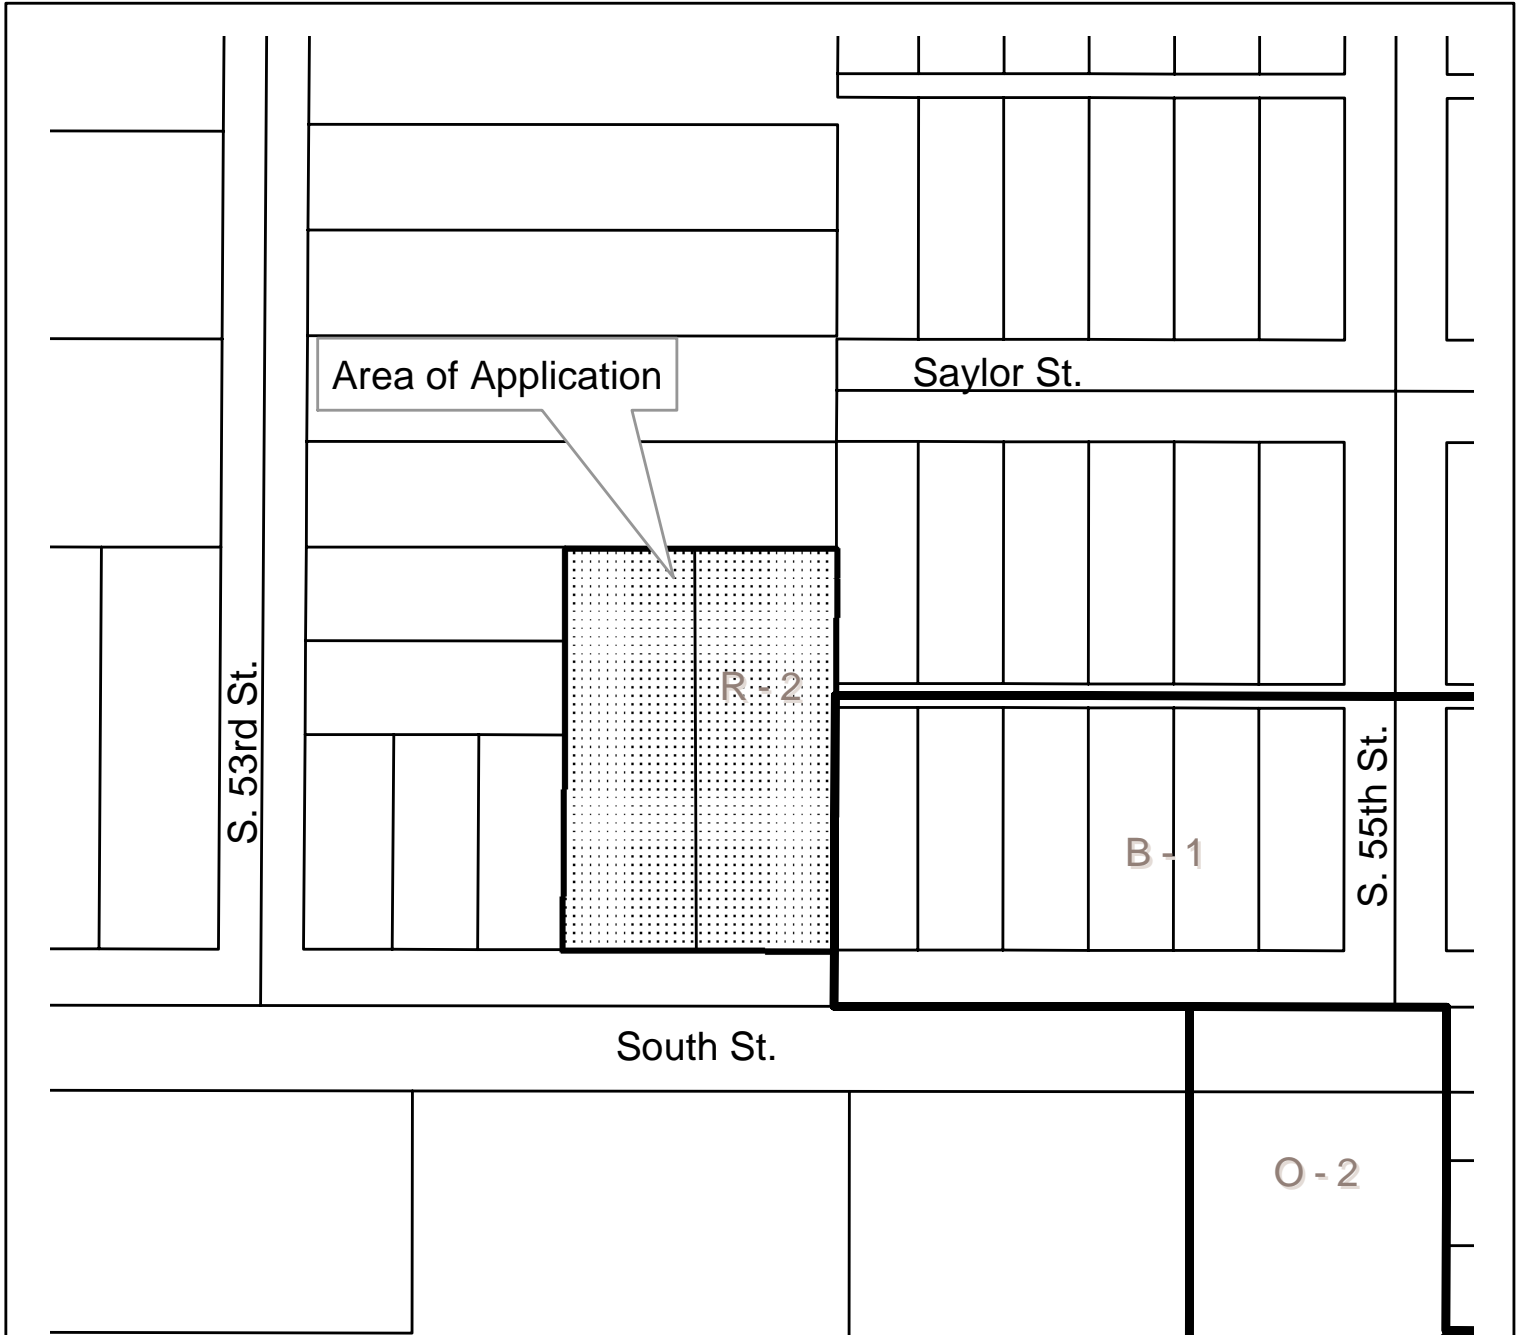 Area of Application
Saylor St.
R - 2
S. 53rd St.
S. 55th St.
B - 1
South St.
O - 2